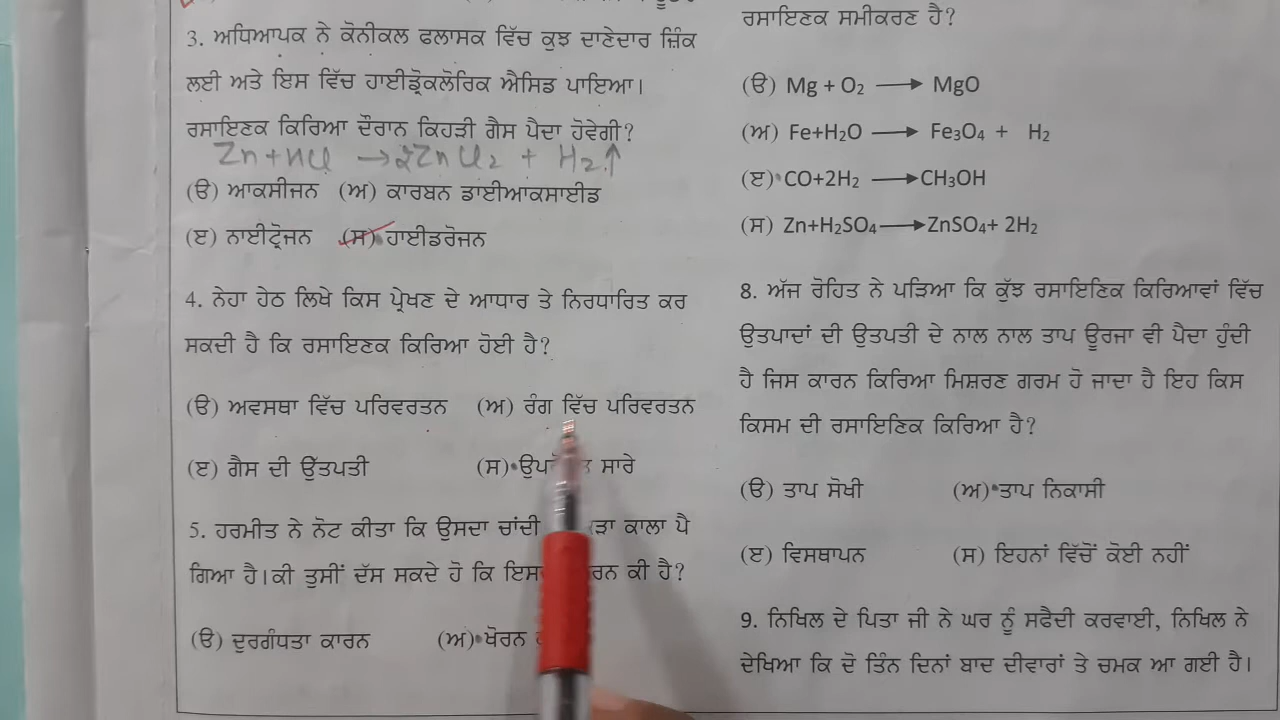 3. ਅਧਿਆਪਕ ਨੇ ਕੋਨੀਕਲ ਫਲਾਸਕ ਵਿੱਚ ਕੁਝ ਦਾਣੇਦਾਰ ਜ਼ਿੰਕ
ਲਈ ਅਤੇ ਇਸ ਵਿੱਚ ਹਾਈਡ੍ਰੋਕਲੋਰਿਕ ਐਸਿਡ ਪਾਇਆ।
ਰਸਾਇਣਕ ਕਿਰਿਆ ਦੌਰਾਨ ਕਿਹੜੀ ਗੈਸ ਪੈਦਾ ਹੋਵੇਗੀ?
Zn + HCl → ZnCl₂ + H₂↑
(ੳ) ਆਕਸੀਜਨ (ਅ) ਕਾਰਬਨ ਡਾਈਆਕਸਾਈਡ
(ੲ) ਨਾਈਟ੍ਰੋਜਨ (ਸ) ਹਾਈਡਰੋਜਨ
4. ਨੇਹਾ ਹੇਠ ਲਿਖੇ ਕਿਸ ਪ੍ਰੇਖਣ ਦੇ ਆਧਾਰ ਤੇ ਨਿਰਧਾਰਿਤ ਕਰ
ਸਕਦੀ ਹੈ ਕਿ ਰਸਾਇਣਕ ਕਿਰਿਆ ਹੋਈ ਹੈ?
(ੳ) ਅਵਸਥਾ ਵਿੱਚ ਪਰਿਵਰਤਨ (ਅ) ਰੰਗ ਵਿੱਚ ਪਰਿਵਰਤਨ
(ੲ) ਗੈਸ ਦੀ ਉੱਤਪਤੀ (ਸ) ਸਾਰੇ
5. ਹਰਮੀਤ ਨੇ ਨੋਟ ਕੀਤਾ ਕਿ ਉਸਦਾ ਚਾਂਦੀ ਕਾਲਾ ਪੈ
ਗਿਆ ਹੈ।ਕੀ ਤੁਸੀਂ ਦੱਸ ਸਕਦੇ ਹੋ ਕਿ ਕੀ ਹੈ?
(ੳ) ਦੁਰਗੰਧਤਾ ਕਾਰਨ (ਅ) ਖੋਰਨ
ਰਸਾਇਣਕ ਸਮੀਕਰਣ ਹੈ?
(ੳ) Mg + O₂ ⟶ MgO
(ਅ) Fe+H₂O ⟶ Fe₃O₄ + H₂
(ੲ) CO+2H₂ ⟶CH₃OH
(ਸ) Zn+H₂SO₄⟶ZnSO₄+ 2H₂
8. ਅੱਜ ਰੋਹਿਤ ਨੇ ਪੜਿਆ ਕਿ ਕੁੱਝ ਰਸਾਇਣਿਕ ਕਿਰਿਆਵਾਂ ਵਿੱਚ
ਉਤਪਾਦਾਂ ਦੀ ਉਤਪਤੀ ਦੇ ਨਾਲ ਨਾਲ ਤਾਪ ਊਰਜਾ ਵੀ ਪੈਦਾ ਹੁੰਦੀ
ਹੈ ਜਿਸ ਕਾਰਨ ਕਿਰਿਆ ਮਿਸ਼ਰਣ ਗਰਮ ਹੋ ਜਾਂਦਾ ਹੈ ਇਹ ਕਿਸ
ਕਿਸਮ ਦੀ ਰਸਾਇਣਿਕ ਕਿਰਿਆ ਹੈ?
(ੳ) ਤਾਪ ਸੋਖੀ (ਅ) ਤਾਪ ਨਿਕਾਸੀ
(ੲ) ਵਿਸਥਾਪਨ (ਸ) ਇਹਨਾਂ ਵਿੱਚੋਂ ਕੋਈ ਨਹੀਂ
9. ਨਿਖਿਲ ਦੇ ਪਿਤਾ ਜੀ ਨੇ ਘਰ ਨੂੰ ਸਫੈਦੀ ਕਰਵਾਈ, ਨਿਖਿਲ ਨੇ
ਦੇਖਿਆ ਕਿ ਦੋ ਤਿੰਨ ਦਿਨਾਂ ਬਾਦ ਦੀਵਾਰਾਂ ਤੇ ਚਮਕ ਆ ਗਈ ਹੈ।